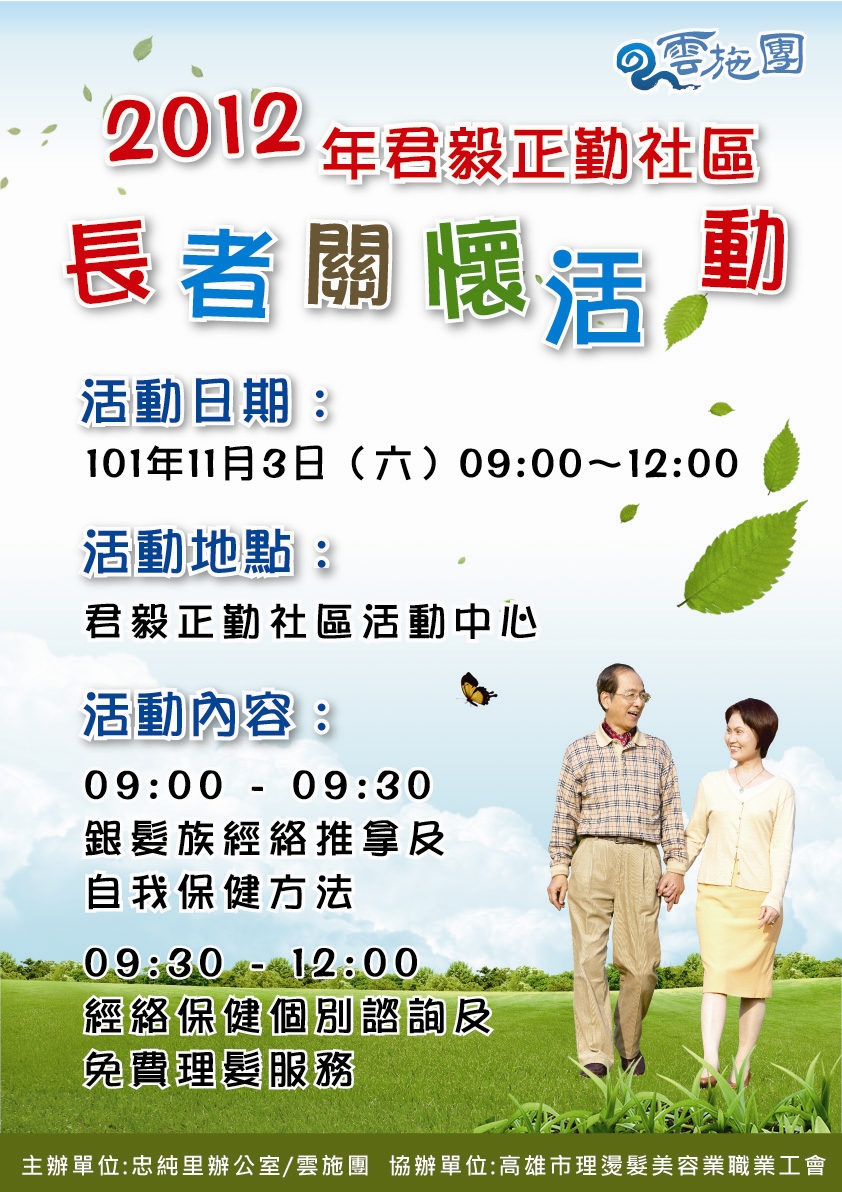 雲施團
2012年君毅正勤社區
長者關懷活動
活動日期：
101年11月3日（六）09:00～12:00
活動地點：
君毅正勤社區活動中心
活動內容：
09:00 - 09:30
銀髮族經絡推拿及
自我保健方法
09:30 - 12:00
經絡保健個別諮詢及
免費理髮服務
主辦單位:忠純里辦公室/雲施團 協辦單位:高雄市理燙髮美容業職業工會